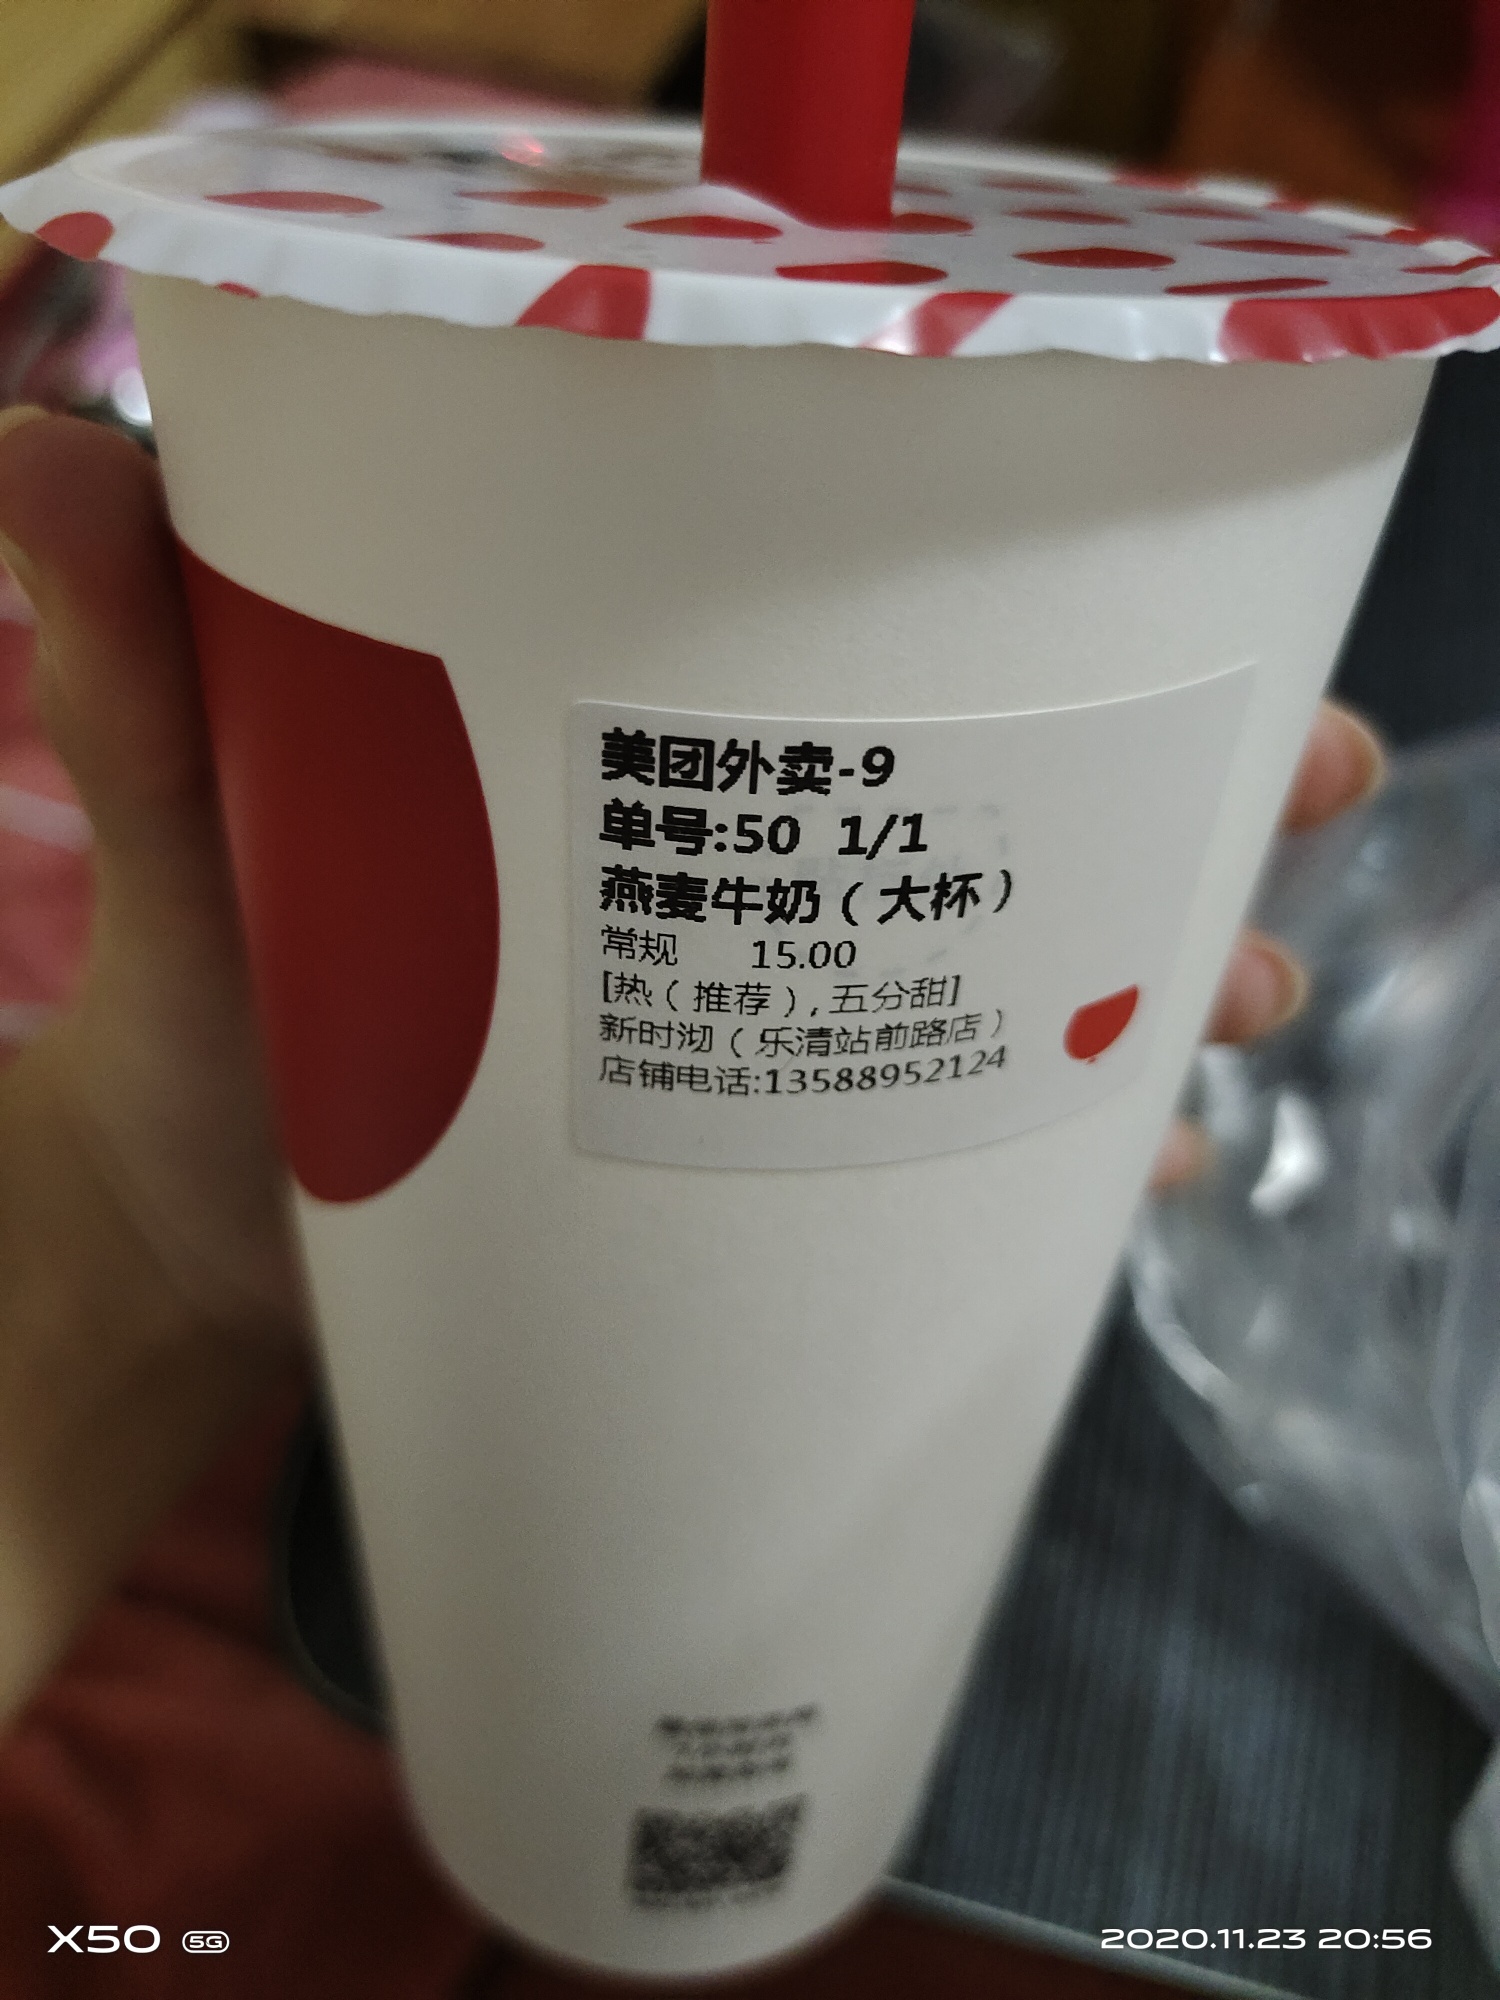 美团外卖-9
单号:50 1/1
燕麦牛奶（大杯）
常规 15.00
[热（推荐）,五分甜]
新时沏（乐清站前路店）
店铺电话:13588952124
X50 5G
2020.11.23 20:56